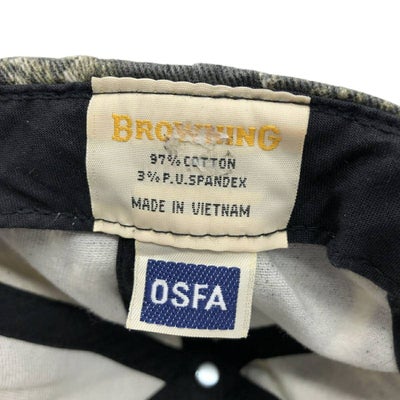 BROWNING
97% COTTON
3% P.U.SPANDEX
MADE IN VIETNAM
OSFA